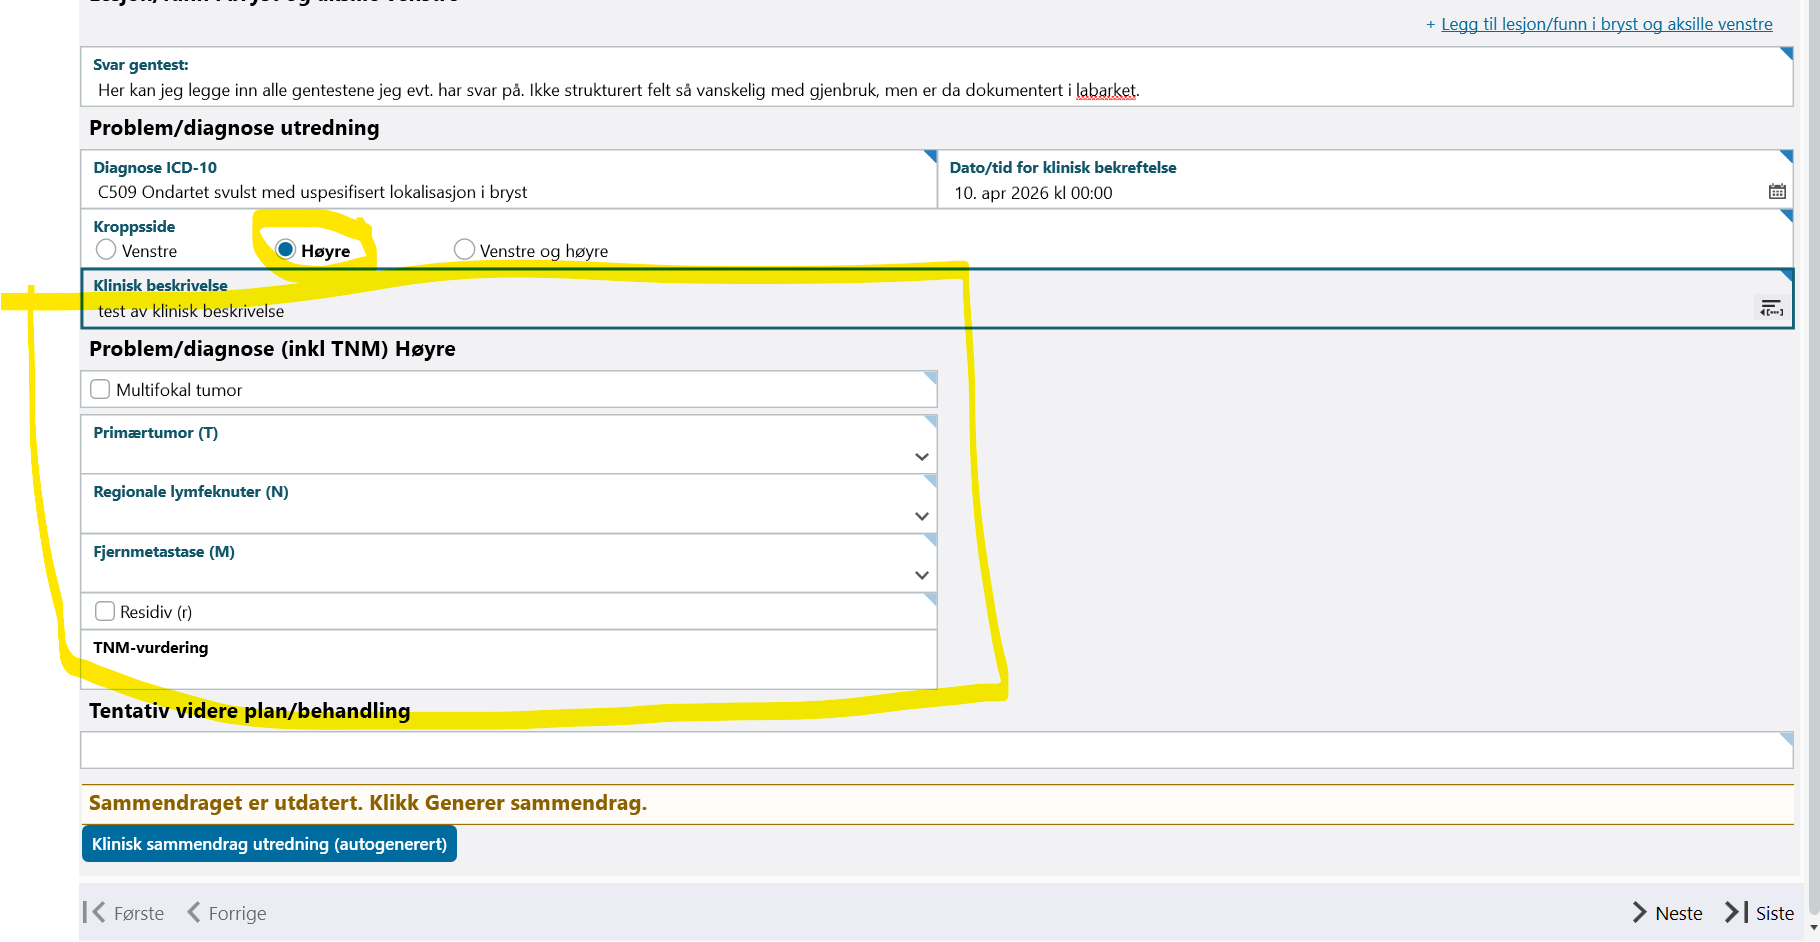 + Legg til lesjon/funn i bryst og aksille venstre
Svar gentest:
Her kan jeg legge inn alle gentestene jeg evt. har svar på. Ikke strukturert felt så vanskelig med gjenbruk, men er da dokumentert i labarket.
Problem/diagnose utredning
Diagnose ICD-10
C509 Ondartet svulst med uspesifisert lokalisasjon i bryst
Dato/tid for klinisk bekreftelse
10. apr 2026 kl 00:00
Kroppsside
Venstre Høyre Venstre og høyre
Klinisk beskrivelse
test av klinisk beskrivelse
Problem/diagnose (inkl TNM) Høyre
Multifokal tumor
Primærtumor (T)
Regionale lymfeknuter (N)
Fjernmetastase (M)
Residiv (r)
TNM-vurdering
Tentativ videre plan/behandling
Sammendraget er utdatert. Klikk Generer sammendrag.
Klinisk sammendrag utredning (autogenerert)
Første Forrige Neste Siste